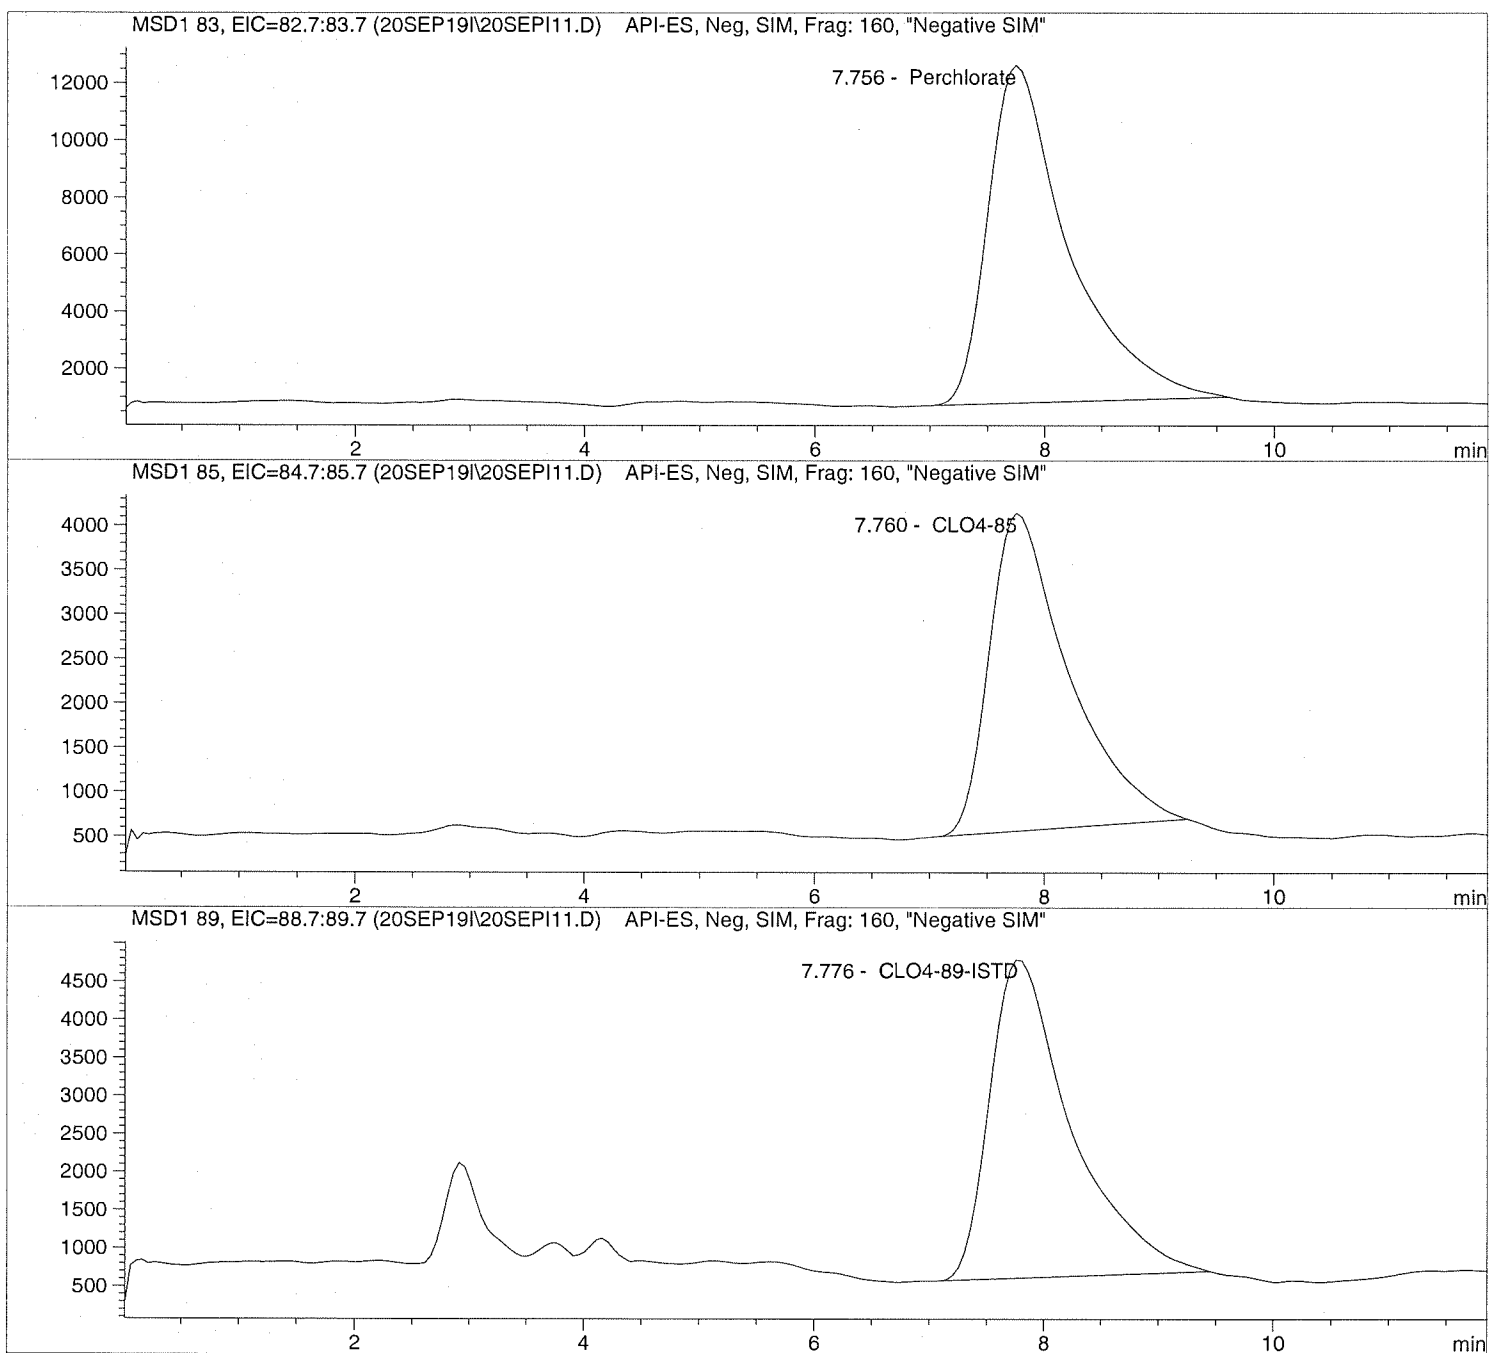 MSD1 83, EIC=82.7:83.7 (20SEP19I\20SEPI11.D) API-ES, Neg, SIM, Frag: 160, "Negative SIM"
7.756 - Perchlorate
12000
10000
8000
6000
4000
2000
2 4 6 8 10 min
MSD1 85, EIC=84.7:85.7 (20SEP19I\20SEPI11.D) API-ES, Neg, SIM, Frag: 160, "Negative SIM"
7.760 - CLO4-85
4000
3500
3000
2500
2000
1500
1000
500
2 4 6 8 10 min
MSD1 89, EIC=88.7:89.7 (20SEP19I\20SEPI11.D) API-ES, Neg, SIM, Frag: 160, "Negative SIM"
7.776 - CLO4-89-ISTD
4500
4000
3500
3000
2500
2000
1500
1000
500
2 4 6 8 10 min